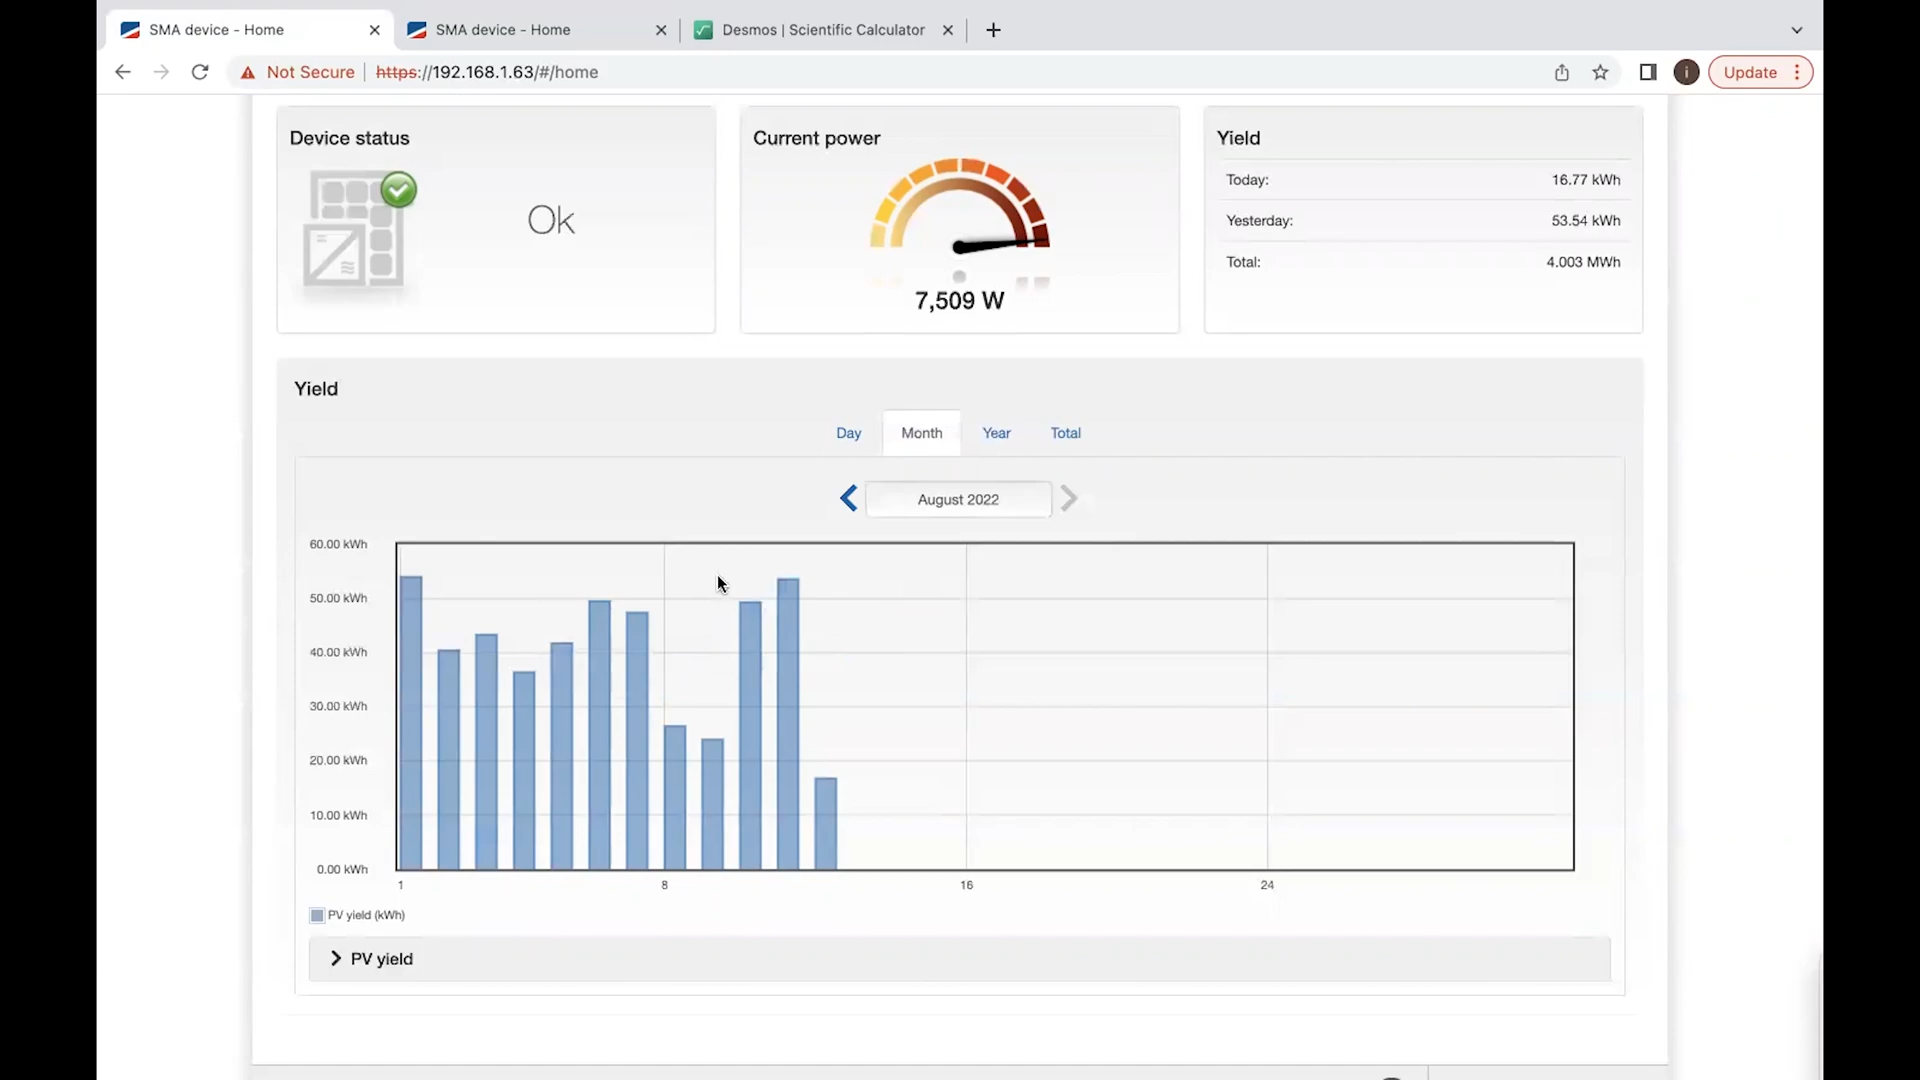 SMA device - Home
SMA device - Home
Desmos | Scientific Calculator
Not Secure
https://192.168.1.63/#/home
i
Update
Device status
Ok
Current power
7,509 W
Yield
Today: 16.77 kWh
Yesterday: 53.54 kWh
Total: 4.003 MWh
Yield
Day Month Year Total
August 2022
60.00 kWh
50.00 kWh
40.00 kWh
30.00 kWh
20.00 kWh
10.00 kWh
0.00 kWh
1 8 16 24
PV yield (kWh)
PV yield